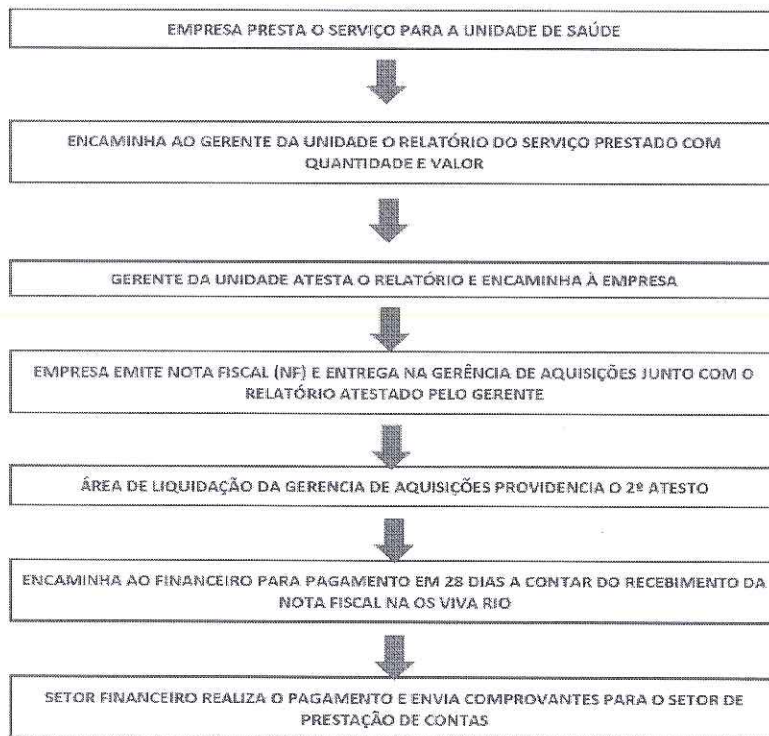 EMPRESA PRESTA O SERVIÇO PARA A UNIDADE DE SAÚDE
ENCAMINHA AO GERENTE DA UNIDADE O RELATÓRIO DO SERVIÇO PRESTADO COM
QUANTIDADE E VALOR
GERENTE DA UNIDADE ATESTA O RELATÓRIO E ENCAMINHA À EMPRESA
EMPRESA EMITE NOTA FISCAL (NF) E ENTREGA NA GERÊNCIA DE AQUISIÇÕES JUNTO COM O
RELATÓRIO ATESTADO PELO GERENTE
ÁREA DE LIQUIDAÇÃO DA GERENCIA DE AQUISIÇÕES PROVIDENCIA O 2º ATESTO
ENCAMINHA AO FINANCEIRO PARA PAGAMENTO EM 28 DIAS A CONTAR DO RECEBIMENTO DA
NOTA FISCAL NA OS VIVA RIO
SETOR FINANCEIRO REALIZA O PAGAMENTO E ENVIA COMPROVANTES PARA O SETOR DE
PRESTAÇÃO DE CONTAS